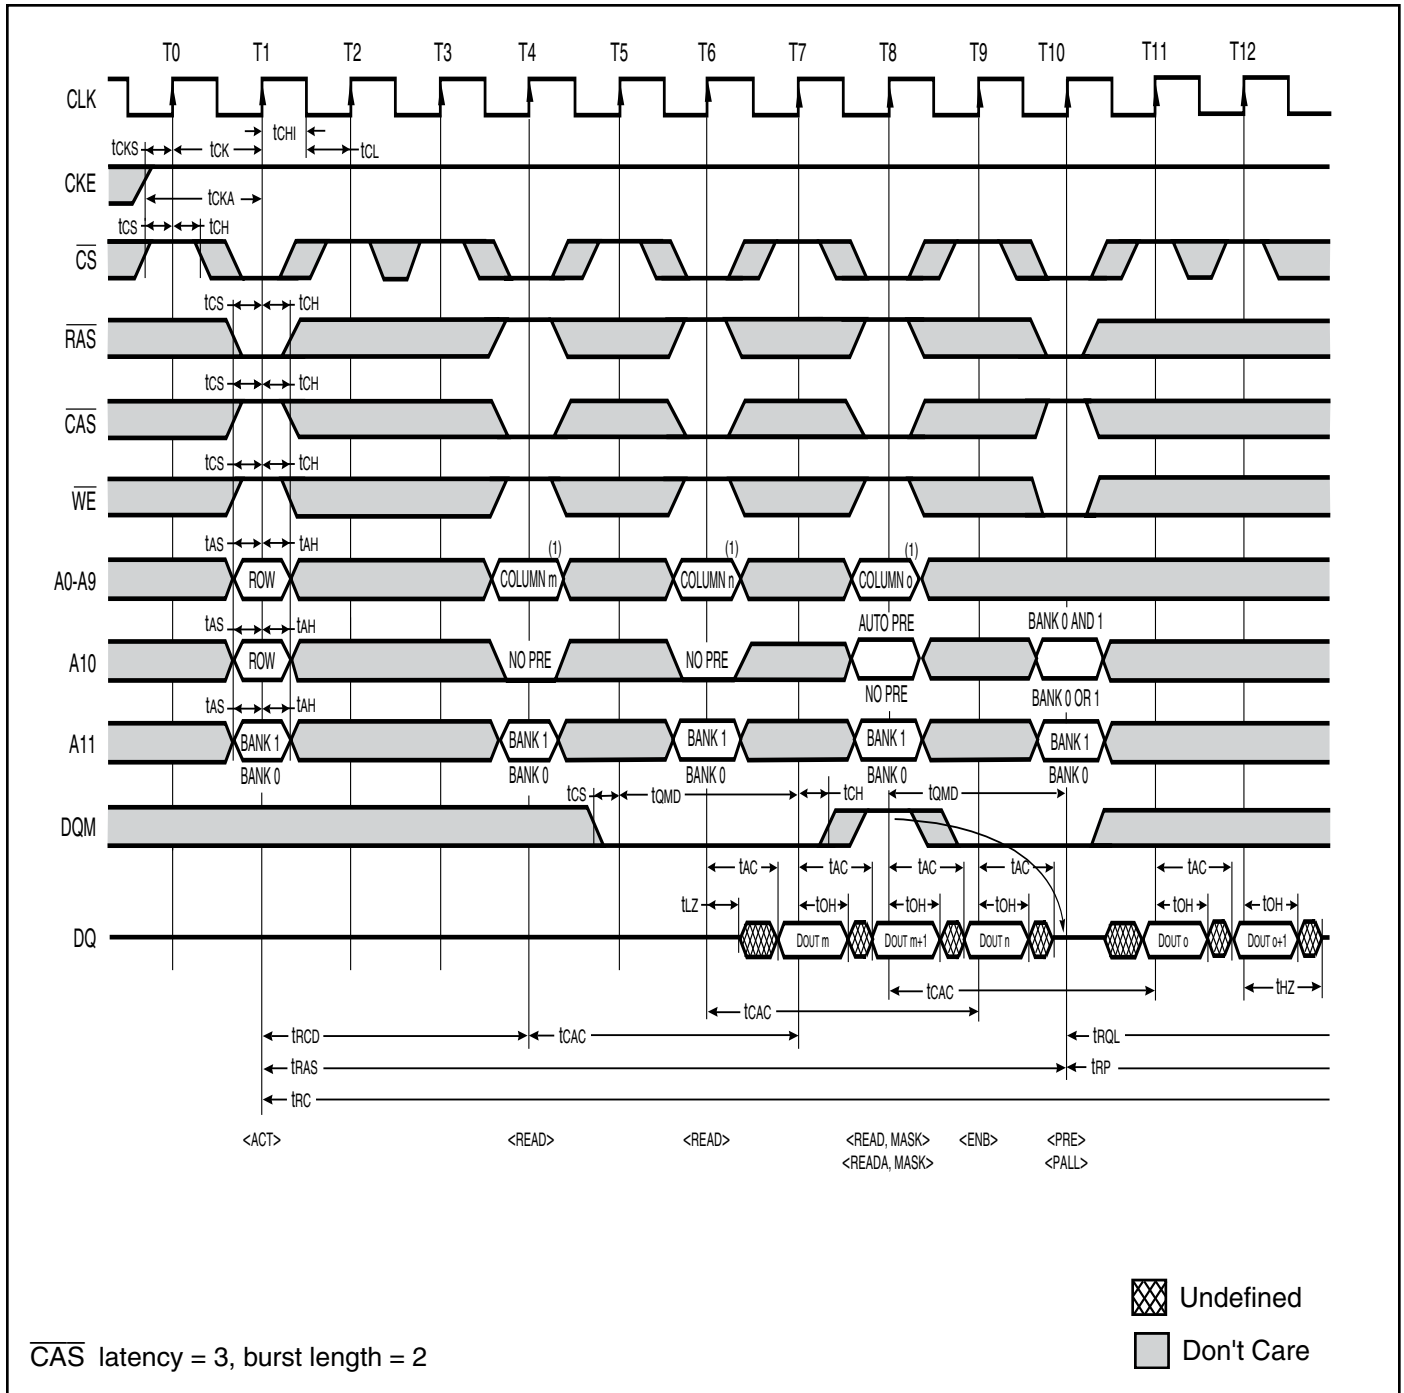 T0 T1 T2 T3 T4 T5 T6 T7 T8 T9 T10 T11 T12
CLK
tCHI
tCKS tCK tCL
CKE
tCKA
tCS tCH
CS
tCS tCH
RAS
tCS tCH
CAS
tCS tCH
WE
tAS tAH (1) (1) (1)
A0-A9 ROW COLUMN m COLUMN n COLUMN o
tAS tAH AUTO PRE BANK 0 AND 1
A10 ROW NO PRE NO PRE
NO PRE BANK 0 OR 1
tAS tAH
A11 BANK 1 BANK 1 BANK 1 BANK 1 BANK 1
BANK 0 BANK 0 BANK 0 BANK 0 BANK 0
tCS tQMD tCH tQMD
DQM
tAC tAC tAC tAC tAC
tLZ tOH tOH tOH tOH tOH
DQ DOUT m DOUT m+1 DOUT n DOUT o DOUT o+1
tCAC tHZ
tCAC
tRCD tCAC tRQL
tRAS tRP
tRC
<ACT> <READ> <READ> <READ, MASK> <ENB> <PRE>
<READA, MASK> <PALL>
Undefined
Don't Care
CAS latency = 3, burst length = 2